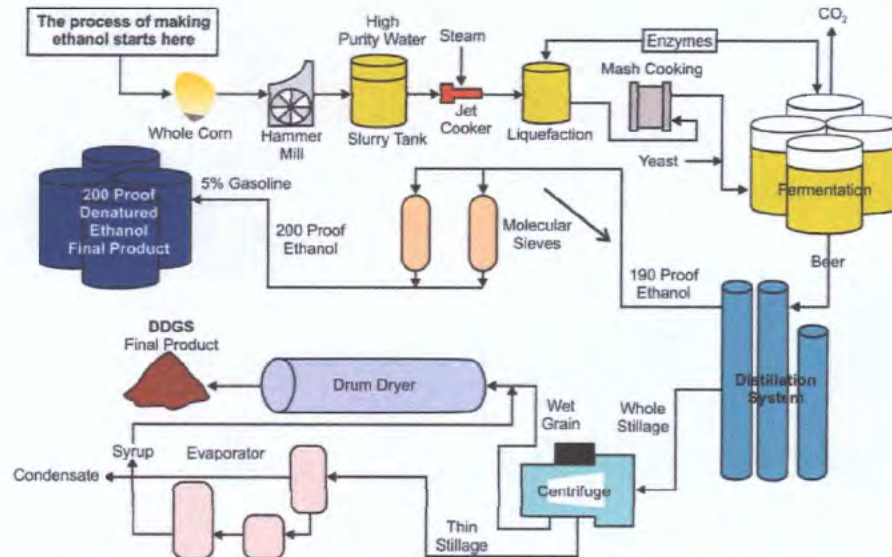 The process of making
ethanol starts here
Whole Corn
Hammer
Mill
High
Purity Water
Slurry Tank
Steam
Jet
Cooker
Liquefaction
Enzymes
Mash Cooking
Yeast
CO₂
Fermentation
Beer
200 Proof
Denatured
Ethanol
Final Product
5% Gasoline
200 Proof
Ethanol
Molecular
Sieves
190 Proof
Ethanol
Distillation
System
DDGS
Final Product
Drum Dryer
Wet
Grain
Whole
Stillage
Syrup
Evaporator
Condensate
Centrifuge
Thin
Stillage